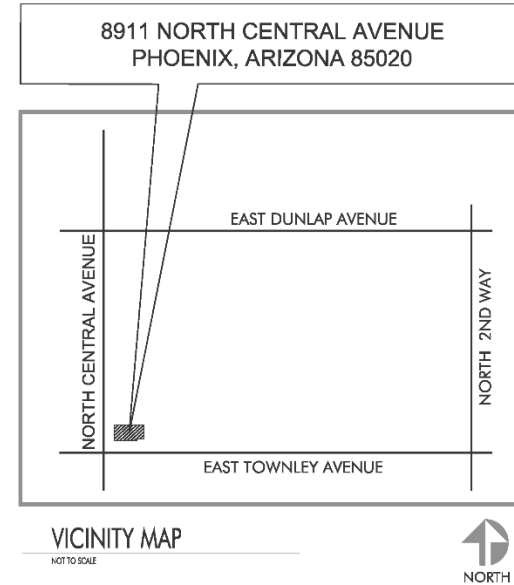 8911 NORTH CENTRAL AVENUE
PHOENIX, ARIZONA 85020
EAST DUNLAP AVENUE
NORTH CENTRAL AVENUE
NORTH 2ND WAY
EAST TOWNLEY AVENUE
VICINITY MAP
NOT TO SCALE
NORTH